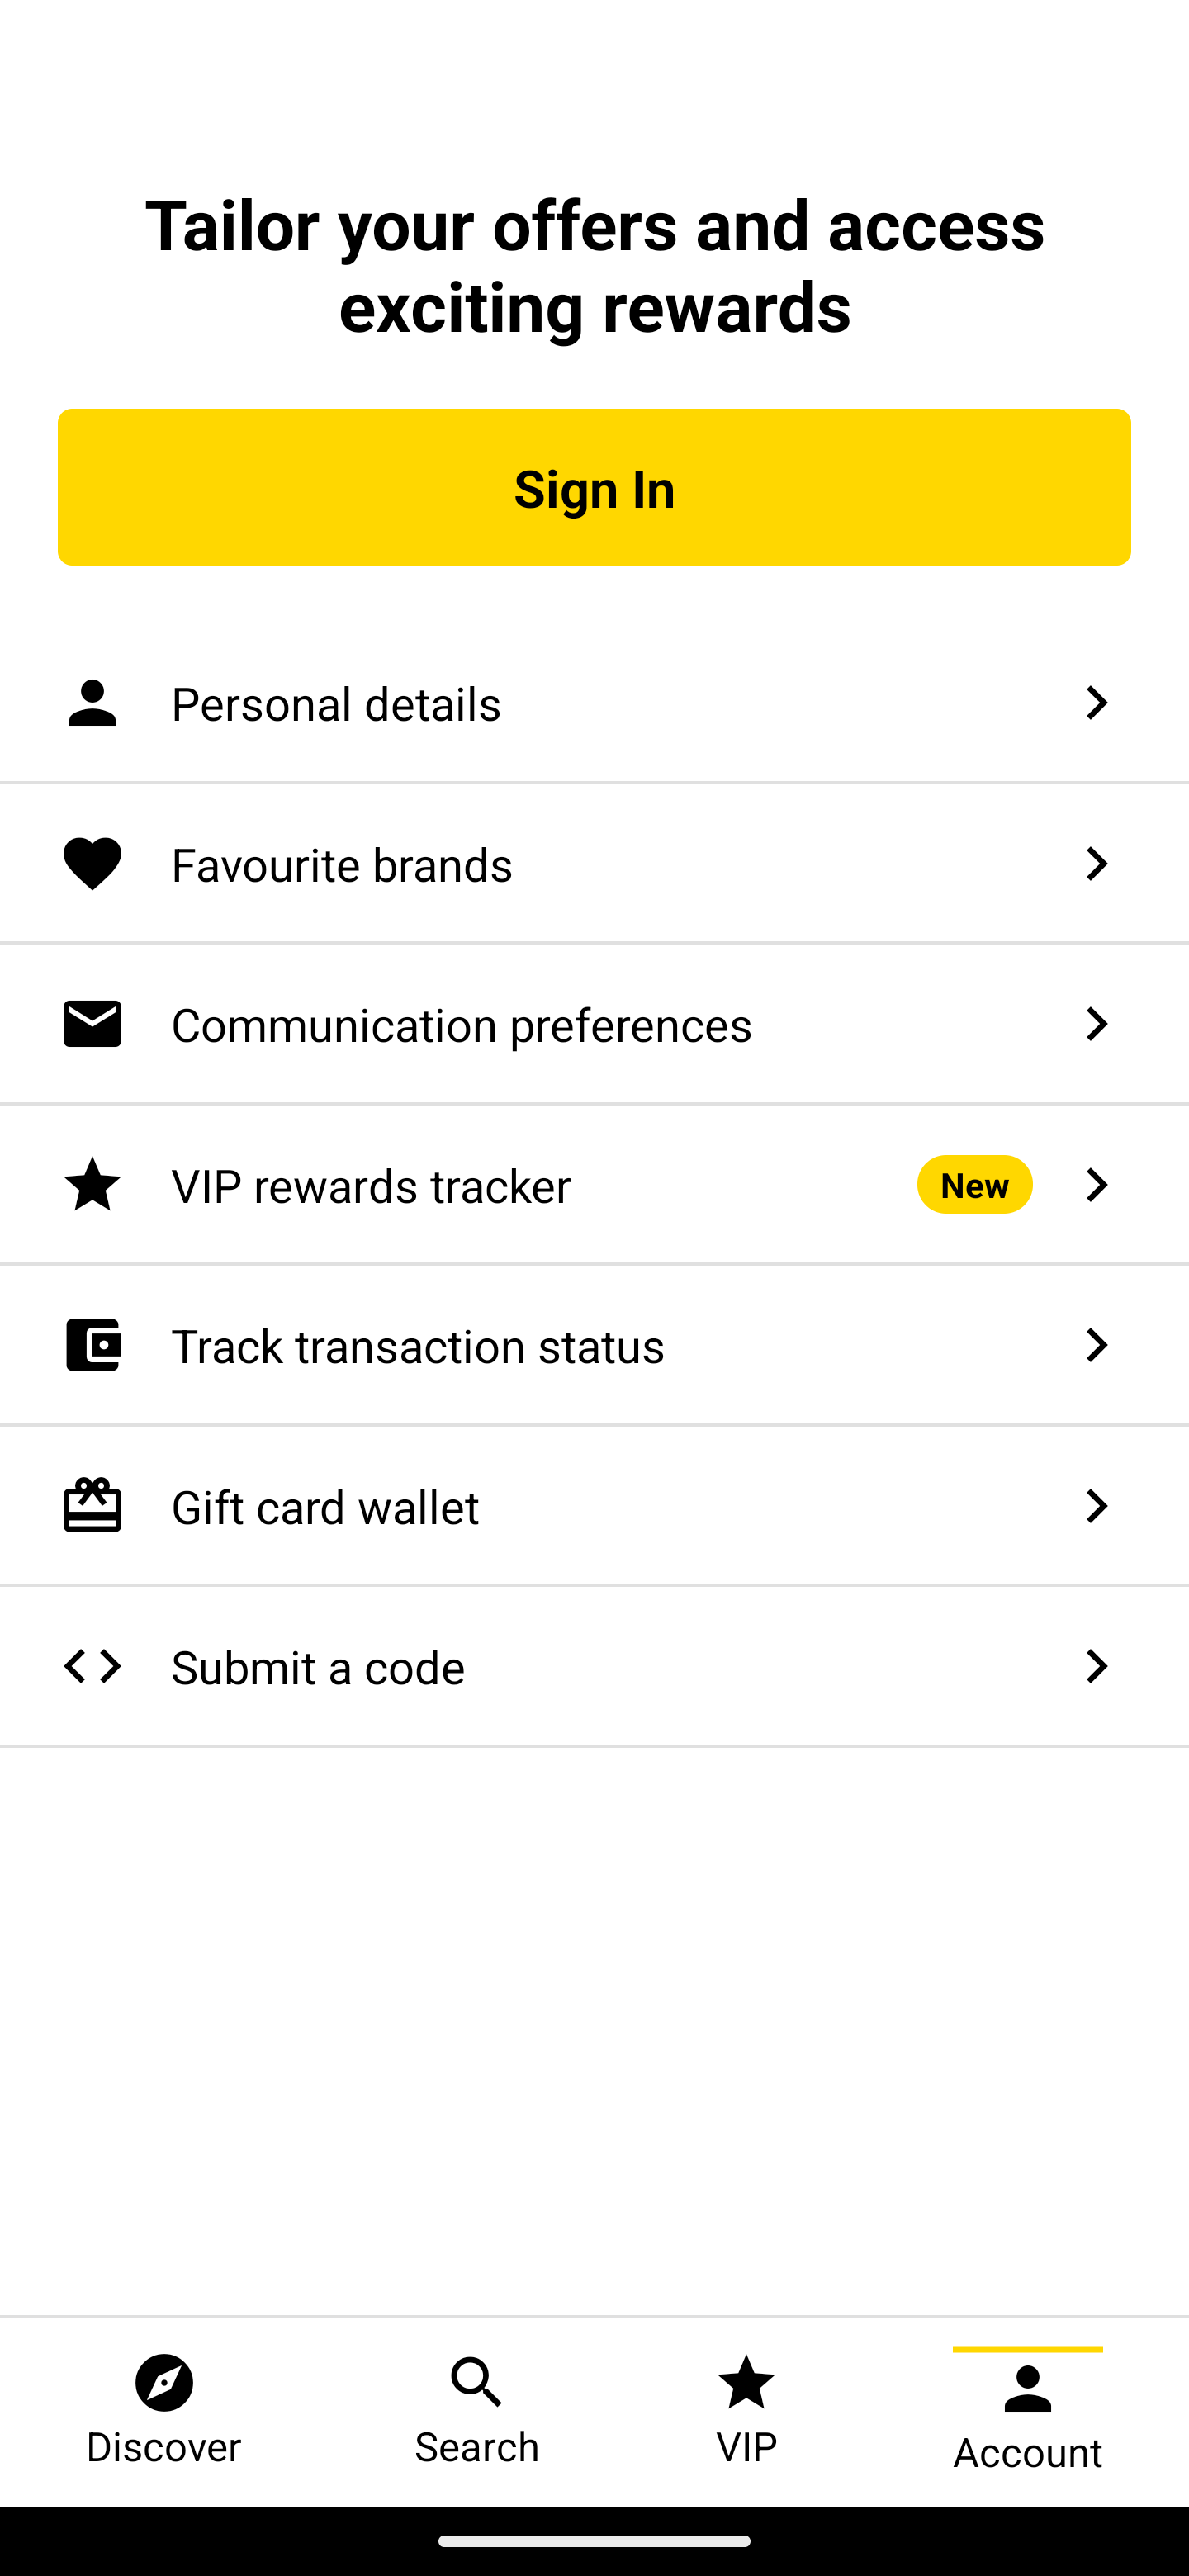 Tailor your offers and access
exciting rewards
Sign In
Personal details
Favourite brands
Communication preferences
VIP rewards tracker New
Track transaction status
Gift card wallet
Submit a code
Discover Search VIP Account